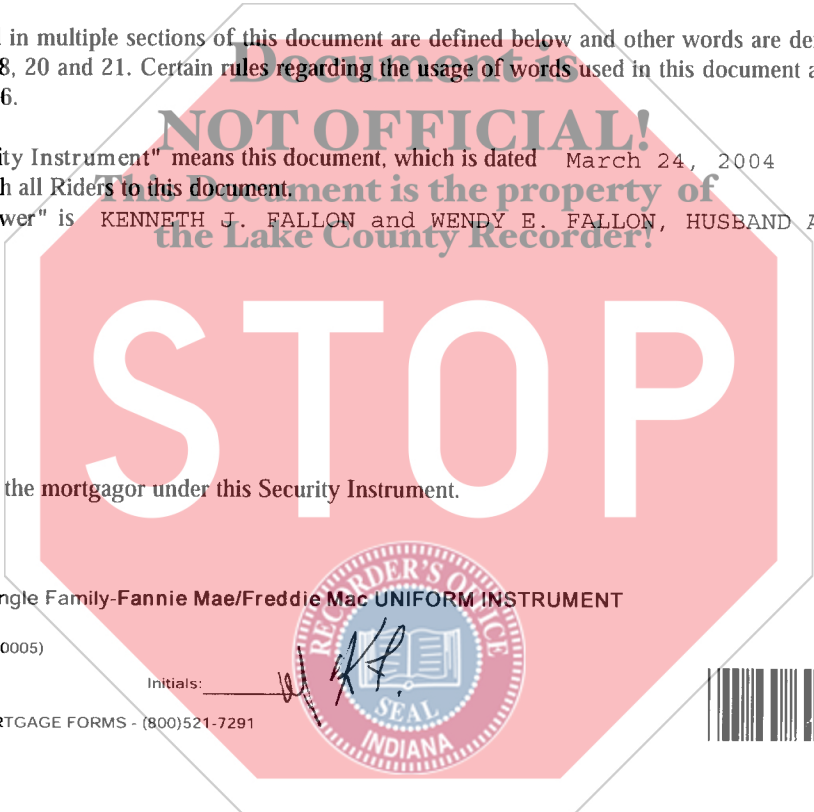 in multiple sections of this document are defined below and other words are
8, 20 and 21. Certain rules regarding the usage of words used in this document
6.
Document is
NOT OFFICIAL!
This Document is the property of
the Lake County Recorder!
ity Instrument" means this document, which is dated March 24, 2004
h all Riders to this document.
wer" is KENNETH J. FALLON and WENDY E. FALLON, HUSBAND A
STOP
the mortgagor under this Security Instrument.
ngle Family-Fannie Mae/Freddie Mac UNIFORM INSTRUMENT
0005)
RECORDER'S OFFICE
SEAL
INDIANA
Initials:
RTGAGE FORMS - (800)521-7291